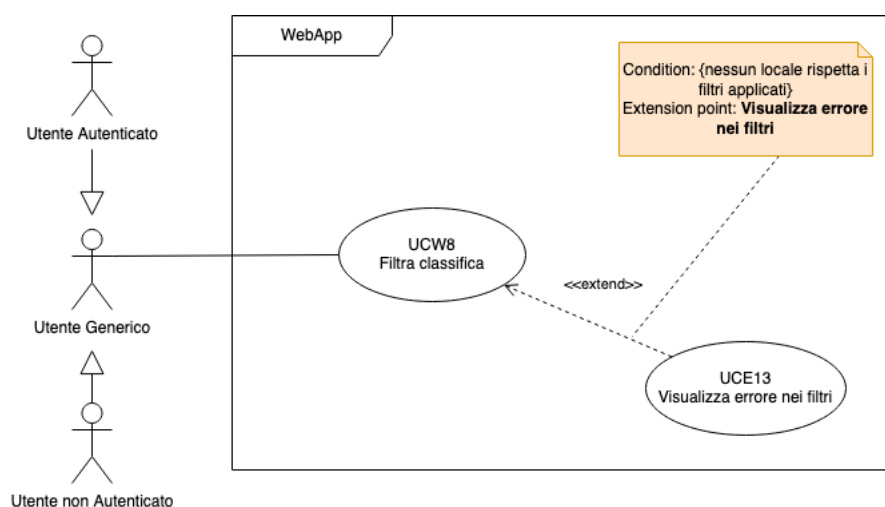 WebApp
Condition: {nessun locale rispetta i
filtri applicati}
Extension point: Visualizza errore
nei filtri
Utente Autenticato
UCW8
Filtra classifica
<<extend>>
Utente Generico
UCE13
Visualizza errore nei filtri
Utente non Autenticato